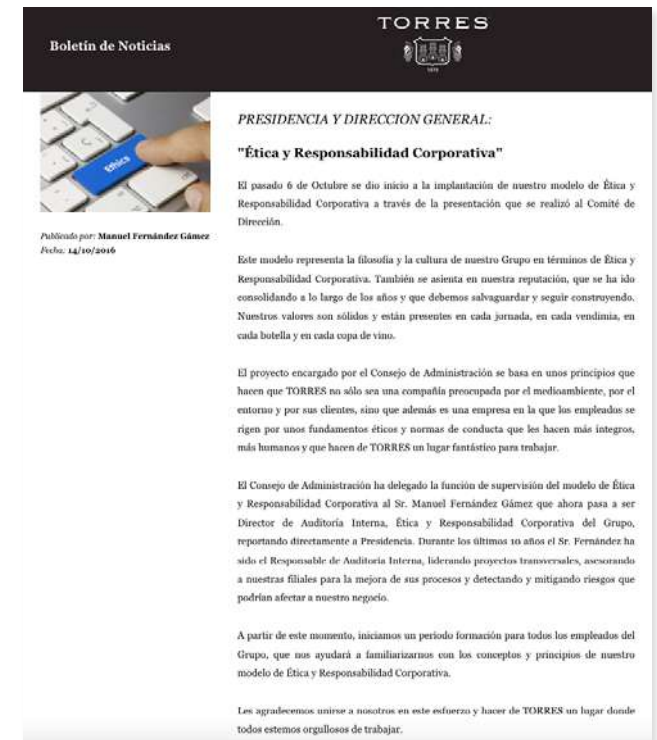 Boletín de Noticias
TORRES
1870
Ethics
Publicado por: Manuel Fernández Gámez
Fecha: 14/10/2016
PRESIDENCIA Y DIRECCION GENERAL:
"Ética y Responsabilidad Corporativa"
El pasado 6 de Octubre se dio inicio a la implantación de nuestro modelo de Ética y
Responsabilidad Corporativa a través de la presentación que se realizó al Comité de
Dirección.
Este modelo representa la filosofía y la cultura de nuestro Grupo en términos de Ética y
Responsabilidad Corporativa. También se asienta en nuestra reputación, que se ha ido
consolidando a lo largo de los años y que debemos salvaguardar y seguir construyendo.
Nuestros valores son sólidos y están presentes en cada jornada, en cada vendimia, en
cada botella y en cada copa de vino.
El proyecto encargado por el Consejo de Administración se basa en unos principios que
hacen que TORRES no sólo sea una compañía preocupada por el medioambiente, por el
entorno y por sus clientes, sino que además es una empresa en la que los empleados se
rigen por unos fundamentos éticos y normas de conducta que les hacen más íntegros,
más humanos y que hacen de TORRES un lugar fantástico para trabajar.
El Consejo de Administración ha delegado la función de supervisión del modelo de Ética
y Responsabilidad Corporativa al Sr. Manuel Fernández Gámez que ahora pasa a ser
Director de Auditoría Interna, Ética y Responsabilidad Corporativa del Grupo,
reportando directamente a Presidencia. Durante los últimos 10 años el Sr. Fernández ha
sido el Responsable de Auditoría Interna, liderando proyectos transversales, asesorando
a nuestras filiales para la mejora de sus procesos y detectando y mitigando riesgos que
podrían afectar a nuestro negocio.
A partir de este momento, iniciamos un periodo formación para todos los empleados del
Grupo, que nos ayudará a familiarizarnos con los conceptos y principios de nuestro
modelo de Ética y Responsabilidad Corporativa.
Les agradecemos unirse a nosotros en este esfuerzo y hacer de TORRES un lugar donde
todos estemos orgullosos de trabajar.